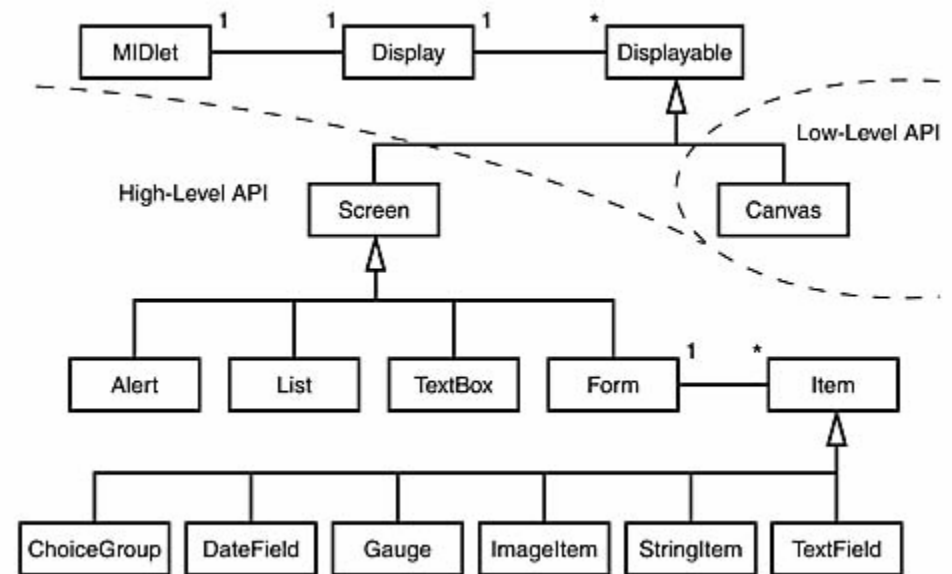 1 1 1 *
MIDlet Display Displayable
Low-Level API
High-Level API
Screen Canvas
1 *
Alert List TextBox Form Item
ChoiceGroup DateField Gauge ImageItem StringItem TextField